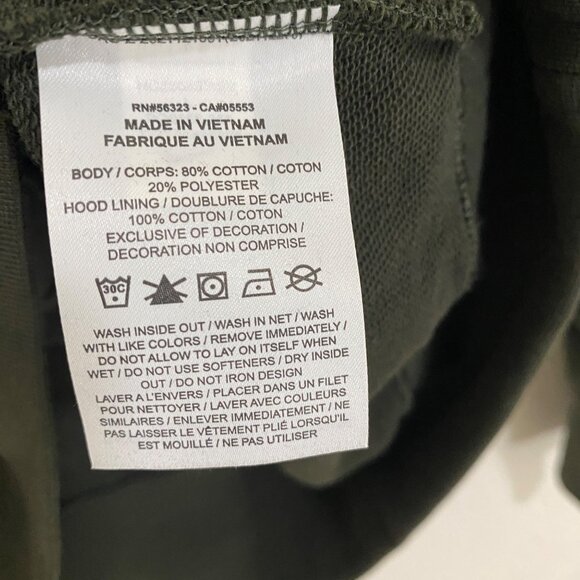 RN#56323 - CA#05553
MADE IN VIETNAM
FABRIQUE AU VIETNAM
BODY / CORPS: 80% COTTON / COTON
20% POLYESTER
HOOD LINING / DOUBLURE DE CAPUCHE:
100% COTTON / COTON
EXCLUSIVE OF DECORATION /
DECORATION NON COMPRISE
30C
WASH INSIDE OUT / WASH IN NET / WASH
WITH LIKE COLORS / REMOVE IMMEDIATELY /
DO NOT ALLOW TO LAY ON ITSELF WHEN
WET / DO NOT USE SOFTENERS / DRY INSIDE
OUT / DO NOT IRON DESIGN
LAVER A L'ENVERS / PLACER DANS UN FILET
POUR NETTOYER / LAVER AVEC COULEURS
SIMILAIRES / ENLEVER IMMEDIATEMENT / NE
PAS LAISSER LE VÊTEMENT PLIÉ LORSQU'IL
EST MOUILLÉ / NE PAS UTILISER